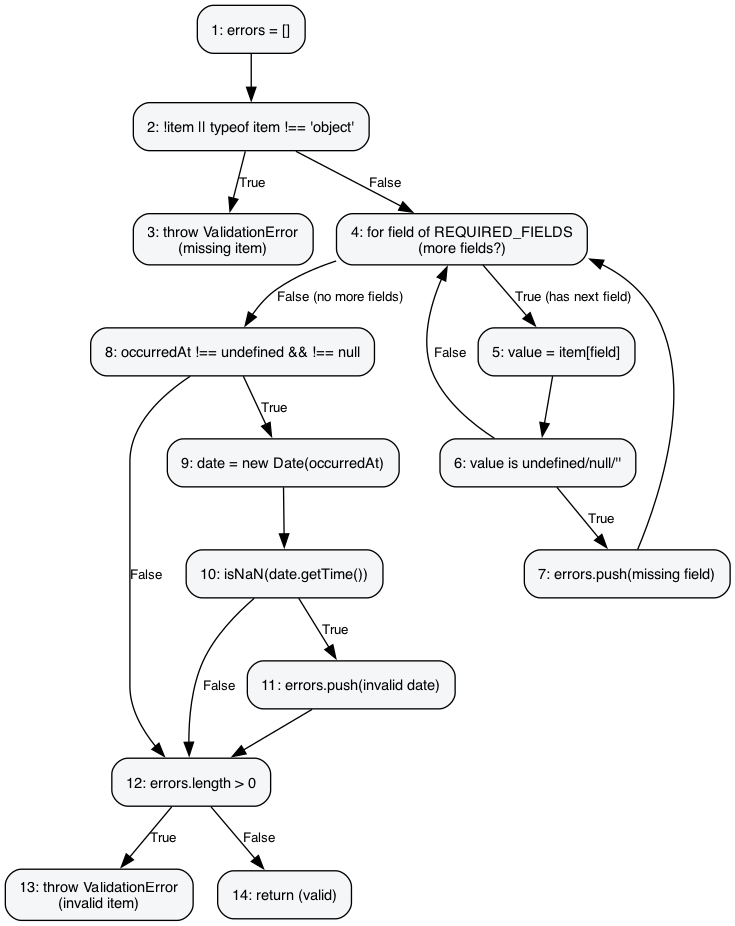 1: errors = []
2: !item || typeof item !== 'object'
True
False
3: throw ValidationError
(missing item)
4: for field of REQUIRED_FIELDS
(more fields?)
False (no more fields)
True (has next field)
8: occurredAt !== undefined && !== null
False
5: value = item[field]
True
9: date = new Date(occurredAt)
6: value is undefined/null/''
True
False
10: isNaN(date.getTime())
7: errors.push(missing field)
True
False
11: errors.push(invalid date)
12: errors.length > 0
True
False
13: throw ValidationError
(invalid item)
14: return (valid)